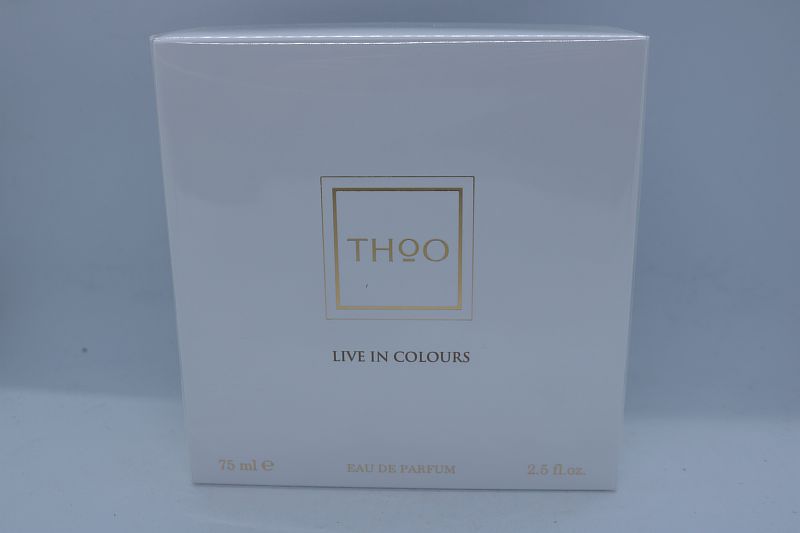 THoO
LIVE IN COLOURS
75 ml ℮
EAU DE PARFUM
2.5 fl.oz.